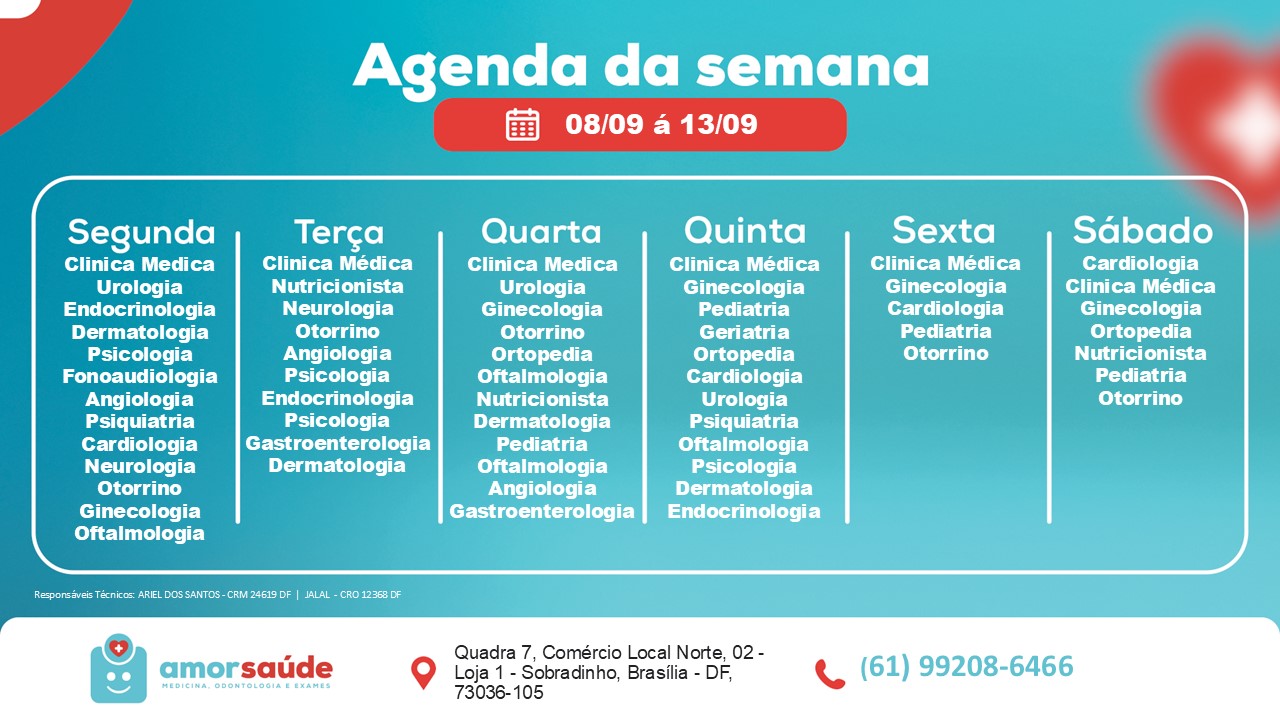 Agenda da semana
08/09 á 13/09
Segunda
Clinica Medica
Urologia
Endocrinologia
Dermatologia
Psicologia
Fonoaudiologia
Angiologia
Psiquiatria
Cardiologia
Neurologia
Otorrino
Ginecologia
Oftalmologia
Terça
Clinica Médica
Nutricionista
Neurologia
Otorrino
Angiologia
Psicologia
Endocrinologia
Psicologia
Gastroenterologia
Dermatologia
Quarta
Clinica Medica
Urologia
Ginecologia
Otorrino
Ortopedia
Oftalmologia
Nutricionista
Dermatologia
Pediatria
Oftalmologia
Angiologia
Gastroenterologia
Quinta
Clinica Médica
Ginecologia
Pediatria
Geriatria
Ortopedia
Cardiologia
Urologia
Psiquiatria
Oftalmologia
Psicologia
Dermatologia
Endocrinologia
Sexta
Clinica Médica
Ginecologia
Cardiologia
Pediatria
Otorrino
Sábado
Cardiologia
Clinica Médica
Ginecologia
Ortopedia
Nutricionista
Pediatria
Otorrino
Responsáveis Técnicos: ARIEL DOS SANTOS - CRM 24619 DF | JALAL - CRO 12368 DF
amorsaúde
MEDICINA, ODONTOLOGIA E EXAMES
Quadra 7, Comércio Local Norte, 02 -
Loja 1 - Sobradinho, Brasília - DF,
73036-105
(61) 99208-6466